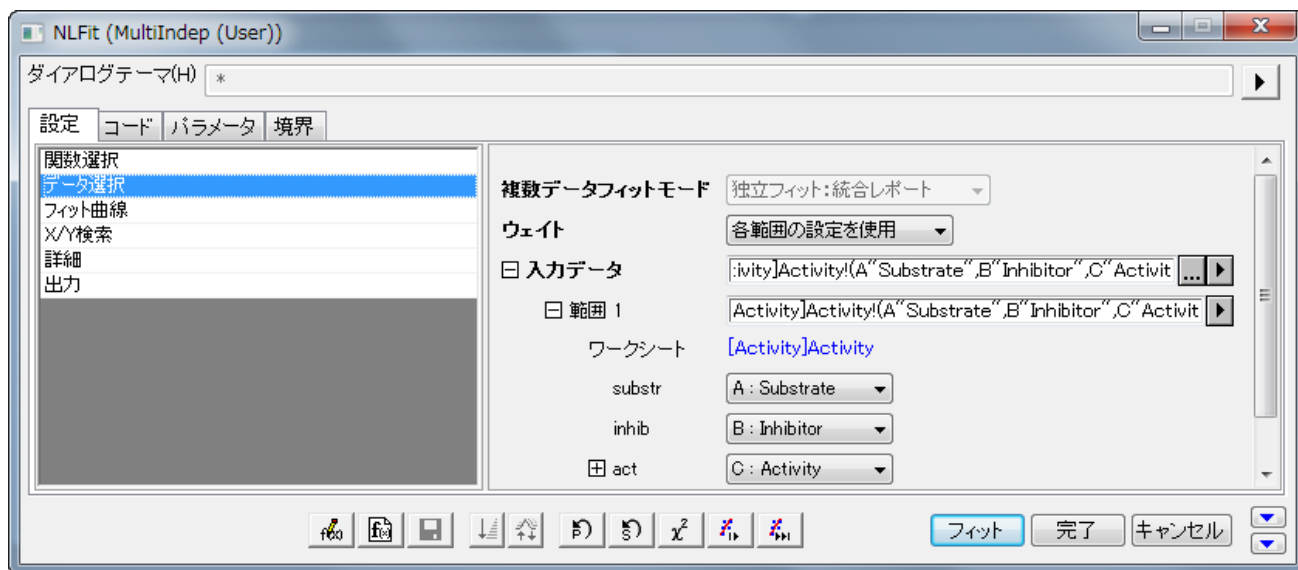 NLFit (MultiIndep (User))
ダイアログテーマ(H) *
設定 コード パラメータ 境界
関数選択
データ選択
フィット曲線
X/Y検索
詳細
出力
複数データフィットモード 独立フィット:統合レポート
ウェイト 各範囲の設定を使用
入力データ :ivity]Activity!(A"Substrate",B"Inhibitor",C"Activit ...
範囲 1 Activity]Activity!(A"Substrate",B"Inhibitor",C"Activit
ワークシート [Activity]Activity
substr A : Substrate
inhib B : Inhibitor
act C : Activity
χ²
フィット 完了 キャンセル